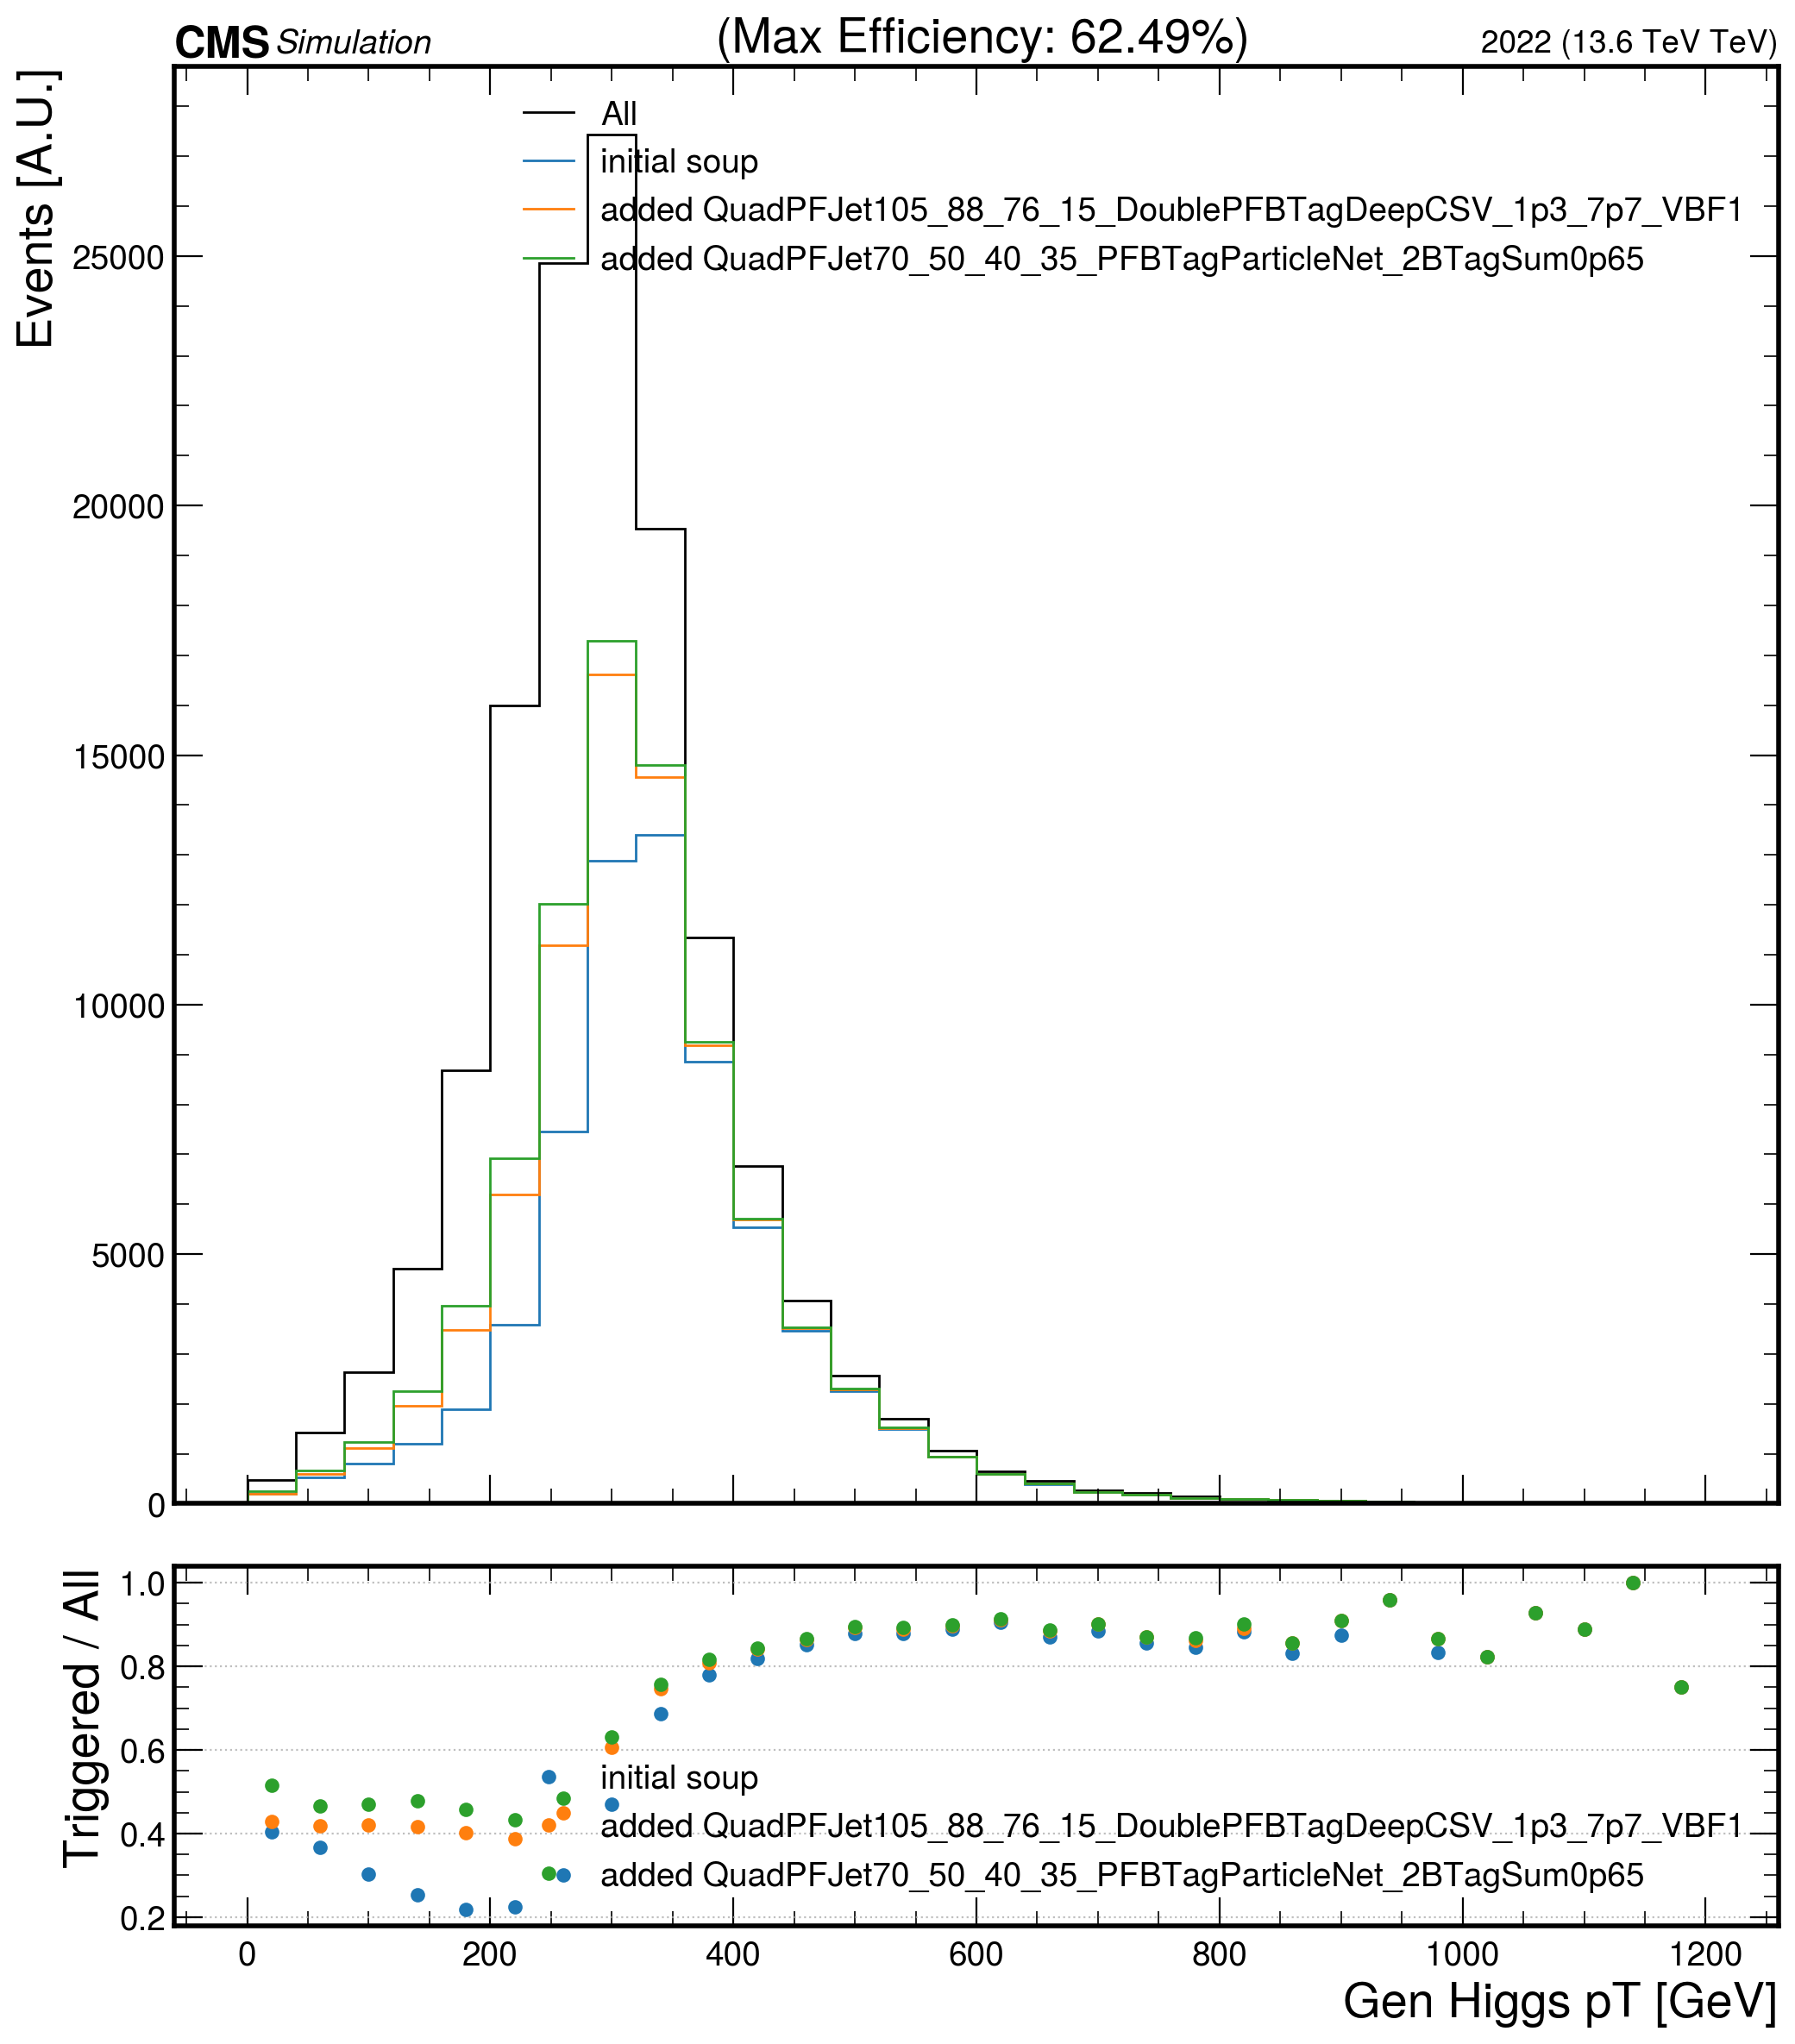 CMS Simulation (Max Efficiency: 62.49%) 2022 (13.6 TeV TeV)
Events [A.U.]
All
initial soup
added QuadPFJet105_88_76_15_DoublePFBTagDeepCSV_1p3_7p7_VBF1
added QuadPFJet70_50_40_35_PFBTagParticleNet_2BTagSum0p65
25000
20000
15000
10000
5000
0
Triggered / All
1.0
0.8
0.6
0.4
0.2
initial soup
added QuadPFJet105_88_76_15_DoublePFBTagDeepCSV_1p3_7p7_VBF1
added QuadPFJet70_50_40_35_PFBTagParticleNet_2BTagSum0p65
0 200 400 600 800 1000 1200
Gen Higgs pT [GeV]